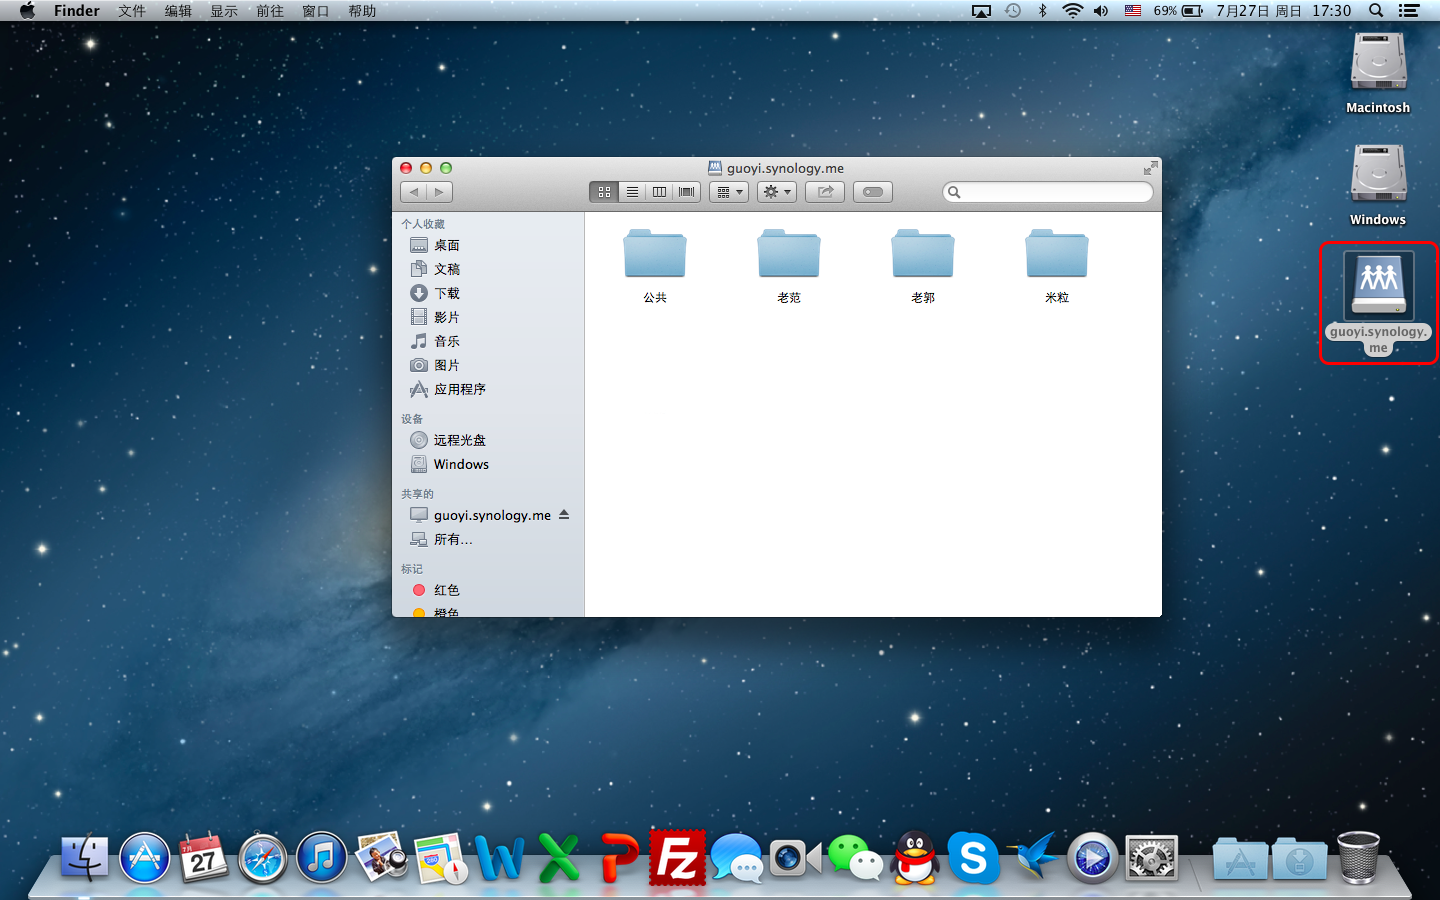 Finder 文件 编辑 显示 前往 窗口 帮助 69% 7月27日 周日 17:30
Macintosh
Windows
guoyi.synology.
me
guoyi.synology.me
个人收藏
桌面
文稿
下载
影片
音乐
图片
应用程序
设备
远程光盘
Windows
共享的
guoyi.synology.me
所有...
标记
红色
橙色
公共 老范 老郭 米粒
7月
27
280
W X P Fz S